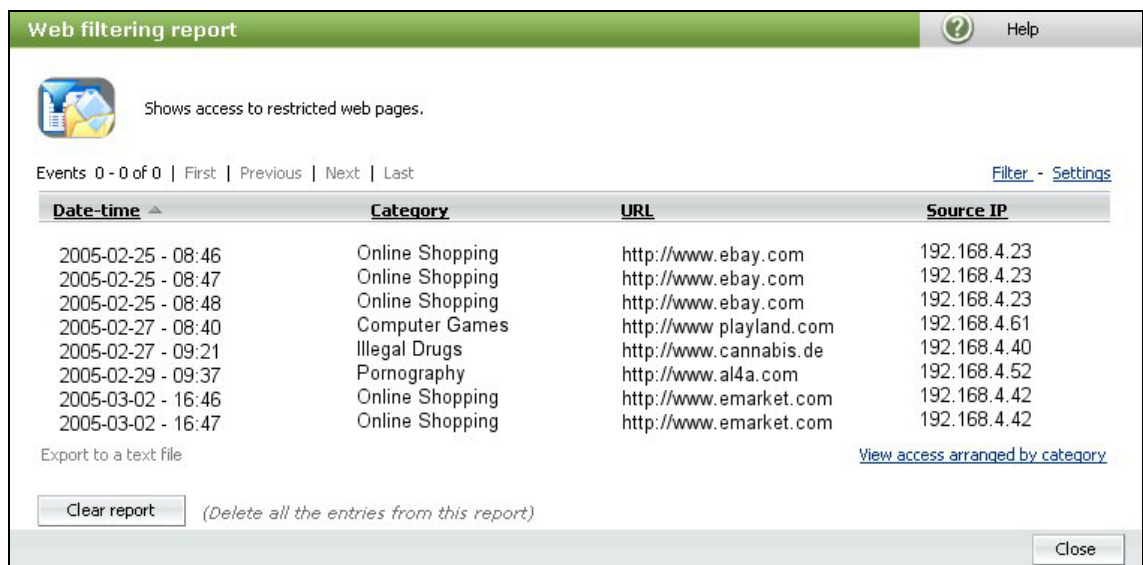 Web filtering report
Help
Shows access to restricted web pages.
Events 0 - 0 of 0 | First | Previous | Next | Last Filter - Settings
Date-time Category URL Source IP
2005-02-25 - 08:46 Online Shopping http://www.ebay.com 192.168.4.23
2005-02-25 - 08:47 Online Shopping http://www.ebay.com 192.168.4.23
2005-02-25 - 08:48 Online Shopping http://www.ebay.com 192.168.4.23
2005-02-27 - 08:40 Computer Games http://www playland.com 192.168.4.61
2005-02-27 - 09:21 Illegal Drugs http://www.cannabis.de 192.168.4.40
2005-02-29 - 09:37 Pornography http://www.al4a.com 192.168.4.52
2005-03-02 - 16:46 Online Shopping http://www.emarket.com 192.168.4.42
2005-03-02 - 16:47 Online Shopping http://www.emarket.com 192.168.4.42
Export to a text file View access arranged by category
Clear report (Delete all the entries from this report)
Close